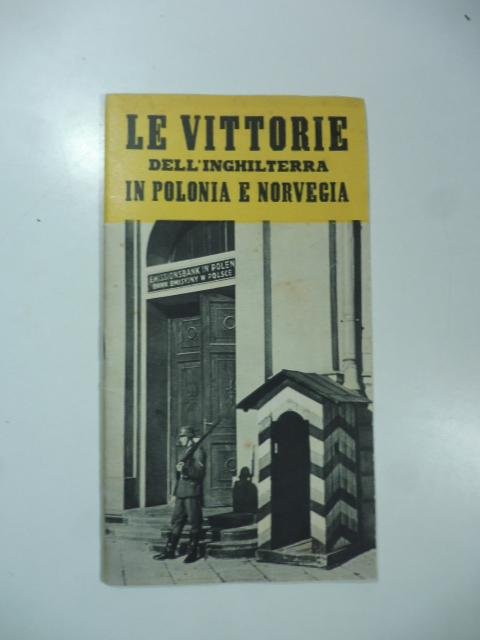 LE VITTORIE
DELL'INGHILTERRA
IN POLONIA E NORVEGIA
EMISSIONSBANK IN POLEN
BANK EMISYJNY W POLSCE